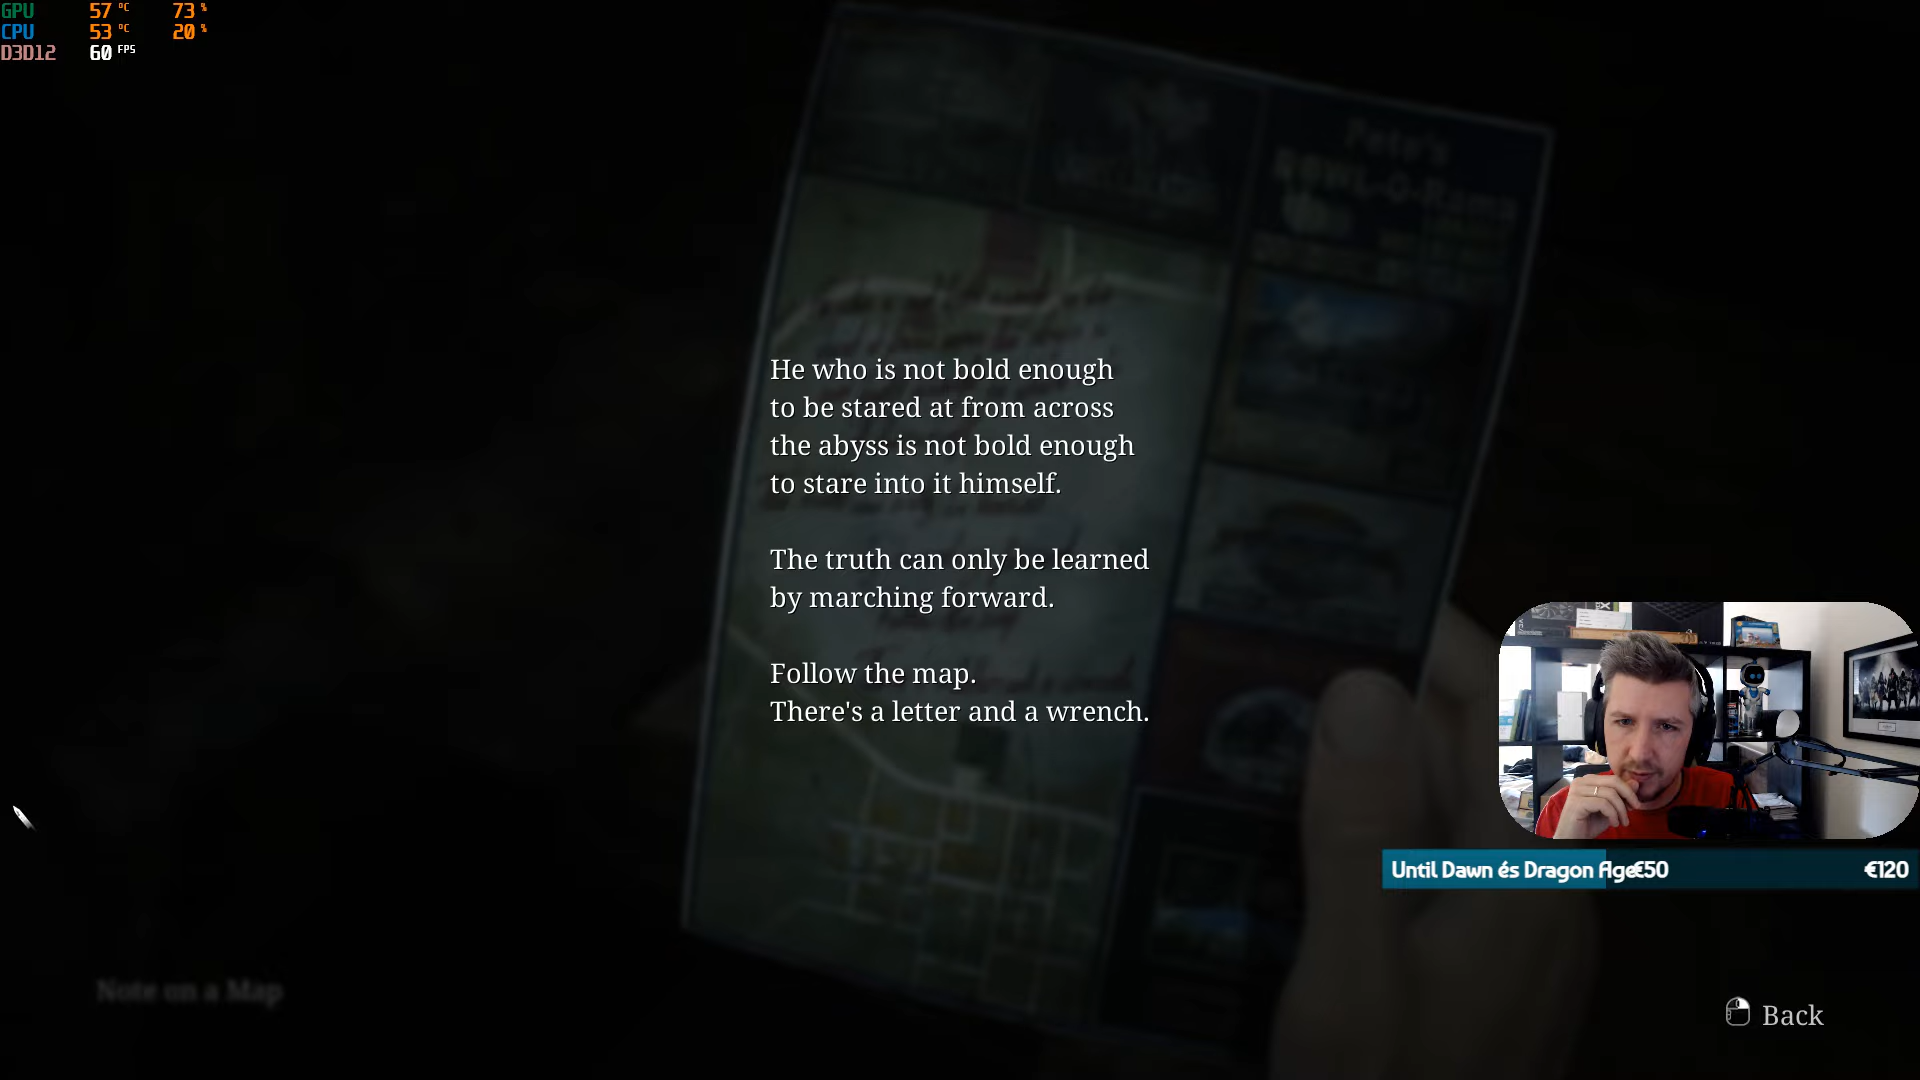 GPU 57 °C 73 %
CPU 53 °C 20 %
D3D12 60 FPS
Pete's
BOWL-O-Rama
He who is not bold enough
to be stared at from across
the abyss is not bold enough
to stare into it himself.
The truth can only be learned
by marching forward.
Follow the map.
There's a letter and a wrench.
Until Dawn és Dragon Age €50 €120
Note on a Map
Back